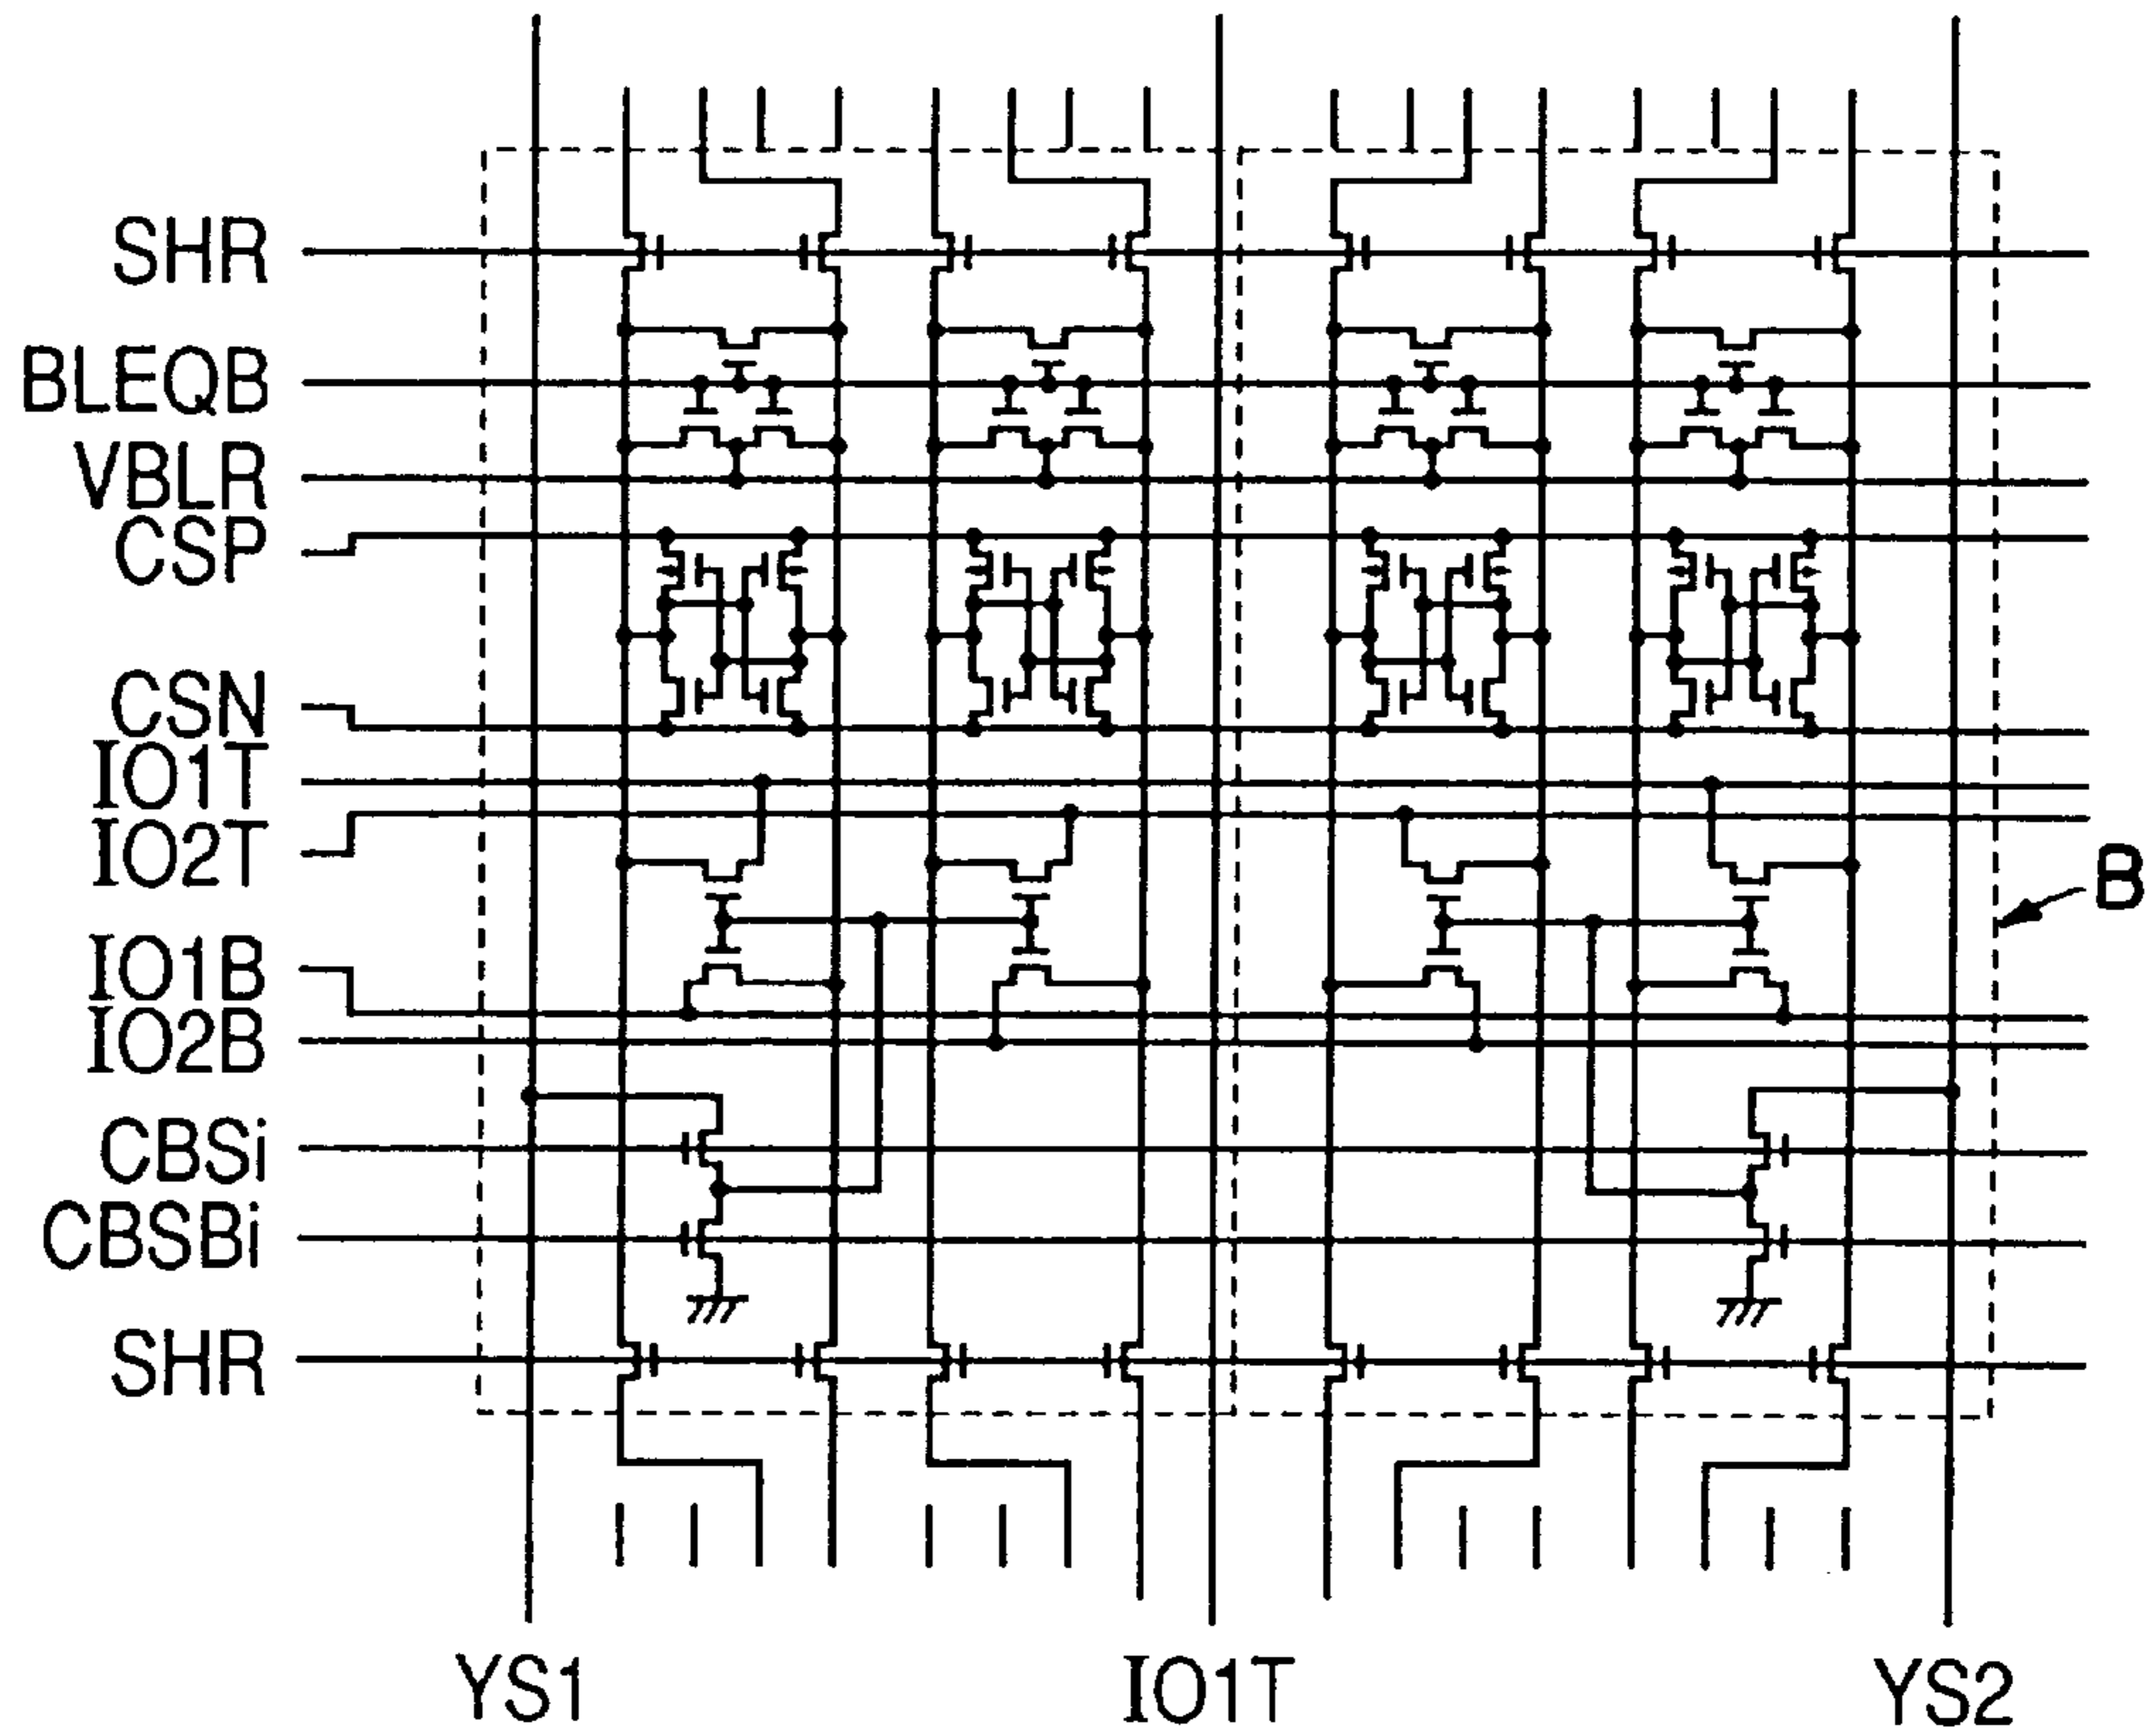 SHR
BLEQB
VBLR
CSP
CSN
IO1T
IO2T
B
IO1B
IO2B
CBSi
CBSBi
SHR
YS1 IO1T YS2